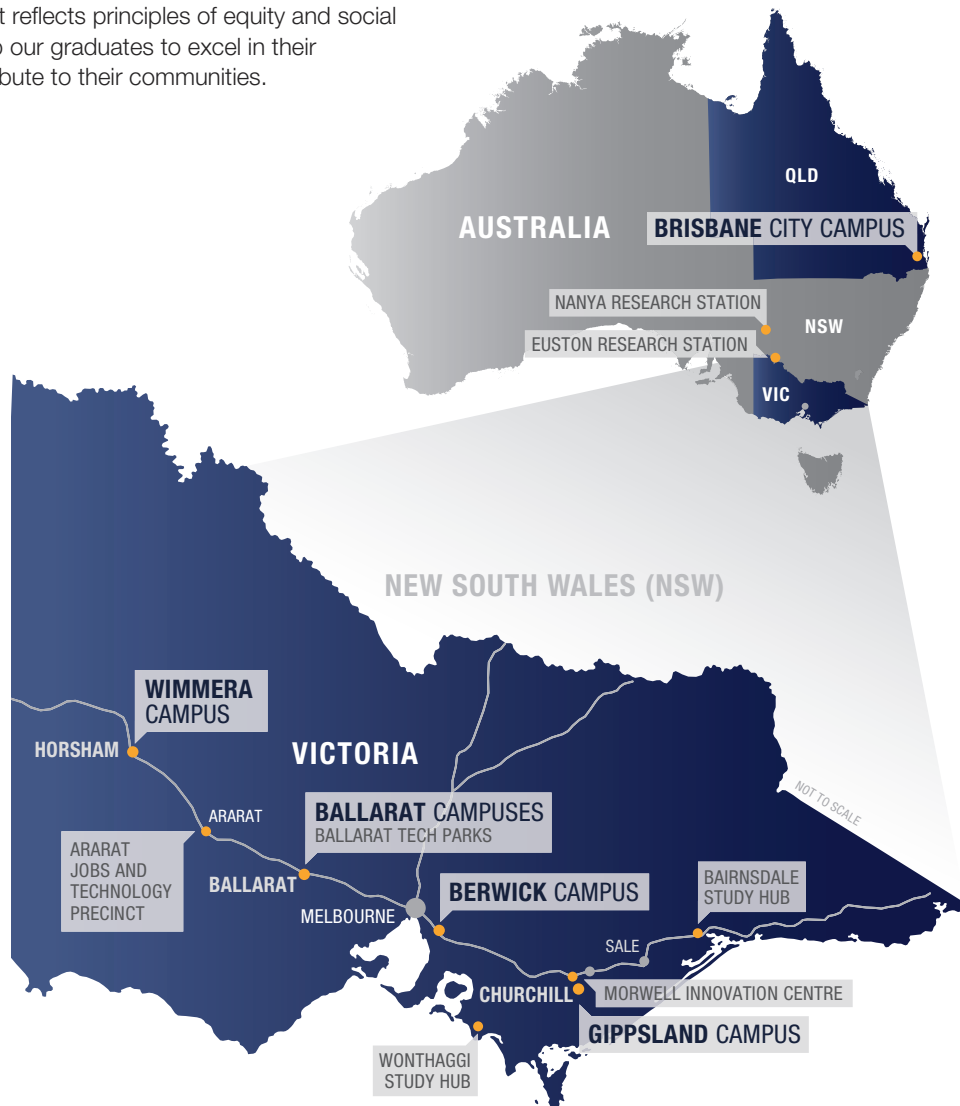 t reflects principles of equity and social
our graduates to excel in their
bute to their communities.
QLD
AUSTRALIA
BRISBANE CITY CAMPUS
NANYA RESEARCH STATION
NSW
EUSTON RESEARCH STATION
VIC
NEW SOUTH WALES (NSW)
WIMMERA
CAMPUS
HORSHAM
VICTORIA
NOT TO SCALE
ARARAT
BALLARAT CAMPUSES
BALLARAT TECH PARKS
ARARAT
JOBS AND
TECHNOLOGY
PRECINCT
BALLARAT
BERWICK CAMPUS
BAIRNSDALE
STUDY HUB
MELBOURNE
SALE
CHURCHILL
MORWELL INNOVATION CENTRE
GIPPSLAND CAMPUS
WONTHAGGI
STUDY HUB